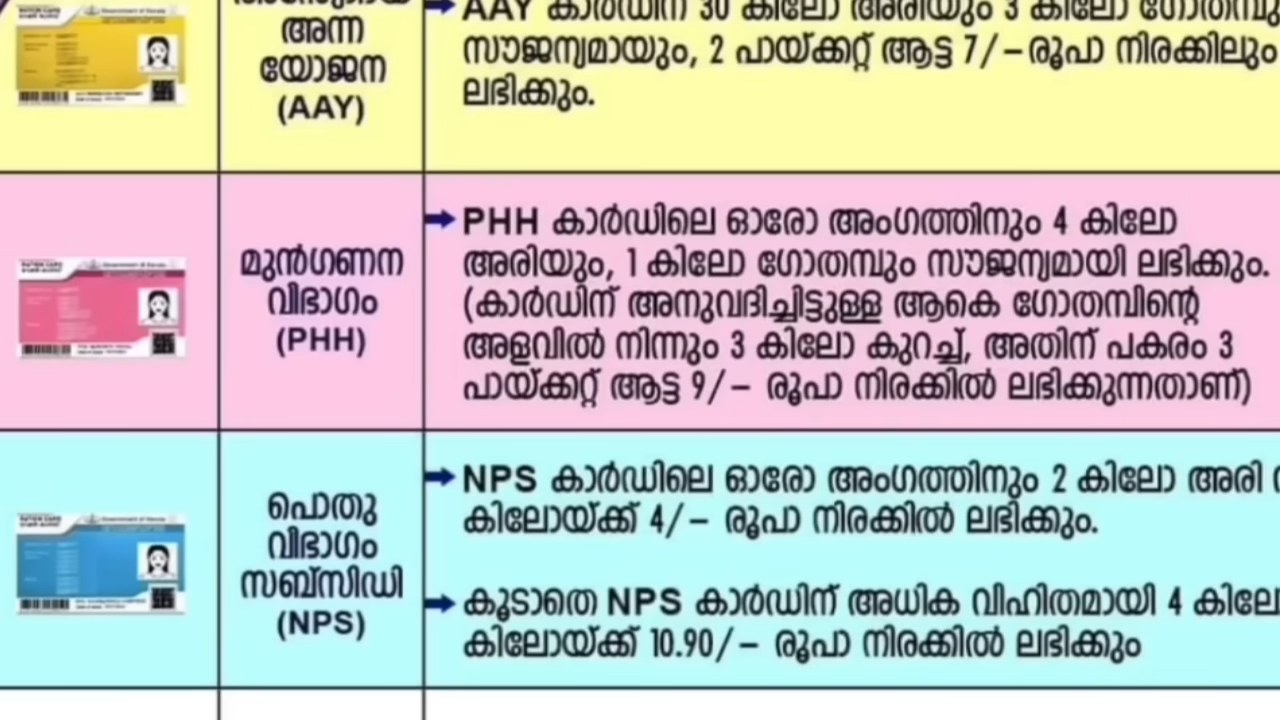 അന്ന
യോജന
(AAY)
AAY കാർഡിന് 30 കിലോ അരിയും 3 കിലോ ഗോതമ്പും
സൗജന്യമായും, 2 പായ്ക്കറ്റ് ആട്ട 7/– രൂപാ നിരക്കിലും
ലഭിക്കും.
മുൻഗണന
വിഭാഗം
(PHH)
PHH കാർഡിലെ ഓരോ അംഗത്തിനും 4 കിലോ
അരിയും, 1 കിലോ ഗോതമ്പും സൗജന്യമായി ലഭിക്കും.
(കാർഡിന് അനുവദിച്ചിട്ടുള്ള ആകെ ഗോതമ്പിന്റെ
അളവിൽ നിന്നും 3 കിലോ കുറച്ച്, അതിന് പകരം 3
പായ്ക്കറ്റ് ആട്ട 9/– രൂപാ നിരക്കിൽ ലഭിക്കുന്നതാണ്)
പൊതു
വിഭാഗം
സബ്സിഡി
(NPS)
NPS കാർഡിലെ ഓരോ അംഗത്തിനും 2 കിലോ അരി
കിലോയ്ക്ക് 4/– രൂപാ നിരക്കിൽ ലഭിക്കും.
കൂടാതെ NPS കാർഡിന് അധിക വിഹിതമായി 4
കിലോയ്ക്ക് 10.90/– രൂപാ നിരക്കിൽ ലഭിക്കും